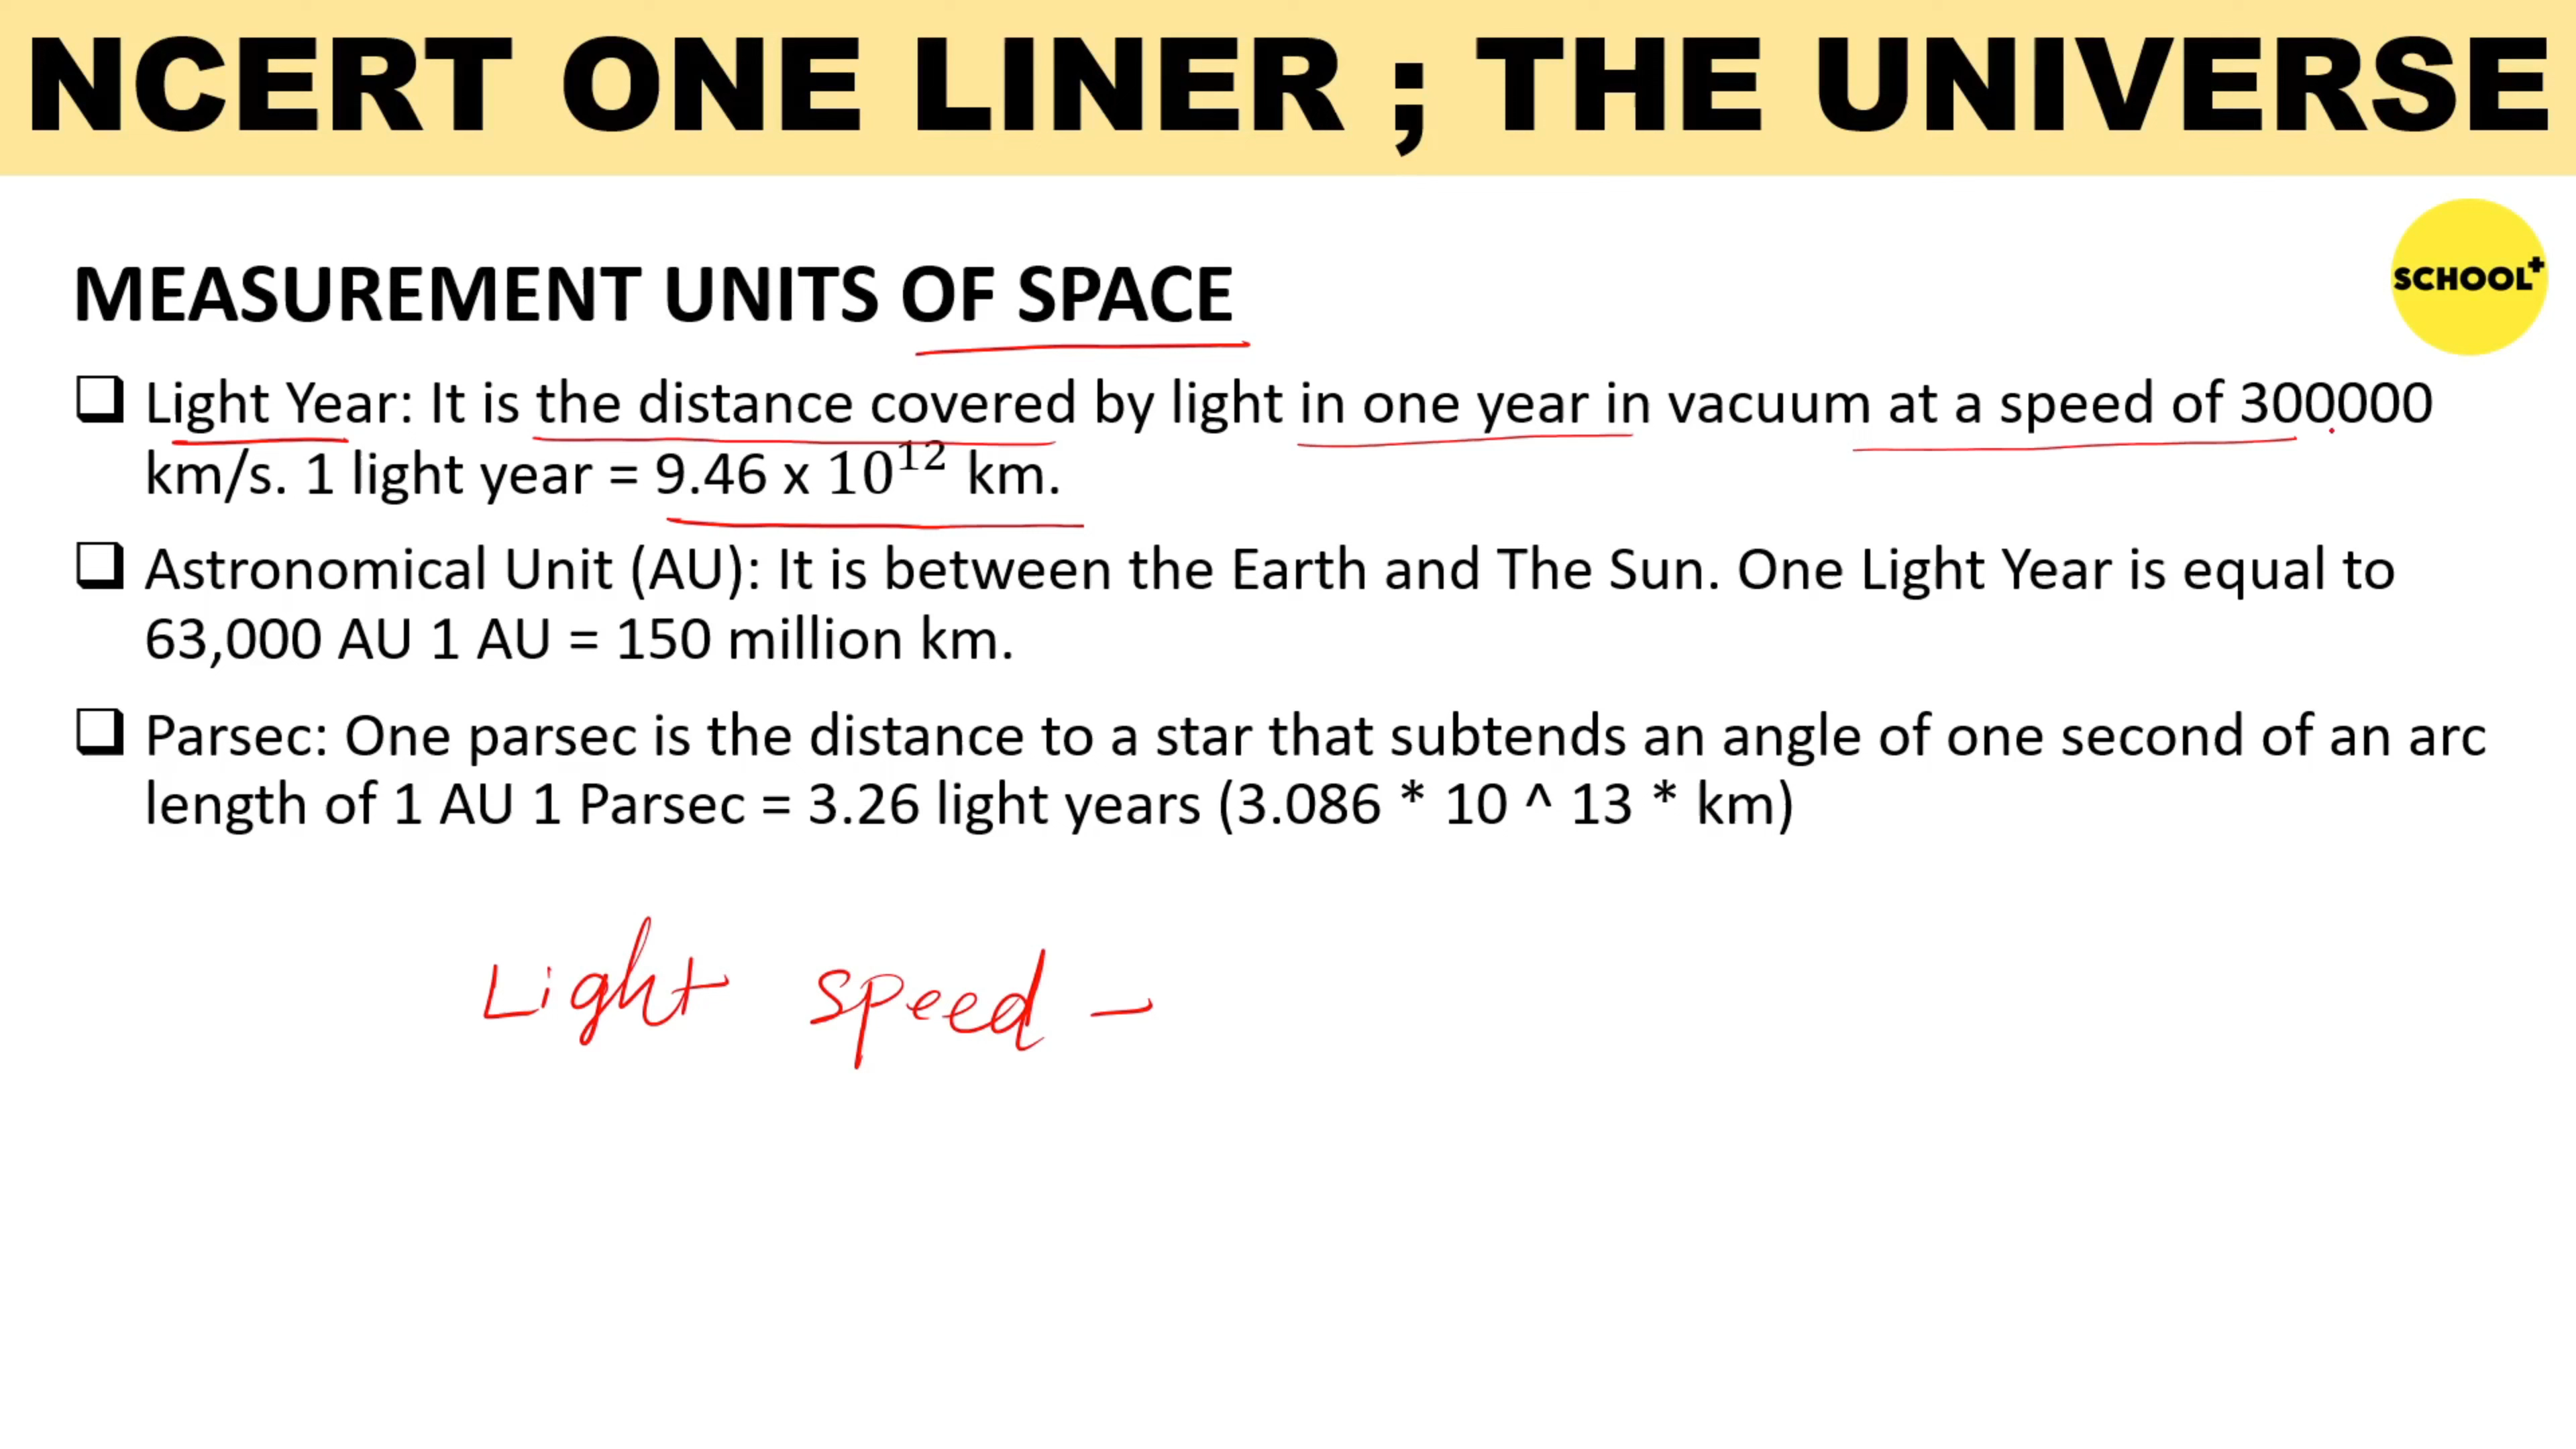 NCERT ONE LINER ; THE UNIVERSE
SCHOOL+
MEASUREMENT UNITS OF SPACE
❑ Light Year: It is the distance covered by light in one year in vacuum at a speed of 300000
km/s. 1 light year = 9.46 x 10¹² km.
❑ Astronomical Unit (AU): It is between the Earth and The Sun. One Light Year is equal to
63,000 AU 1 AU = 150 million km.
❑ Parsec: One parsec is the distance to a star that subtends an angle of one second of an arc
length of 1 AU 1 Parsec = 3.26 light years (3.086 * 10 ^ 13 * km)
Light speed -